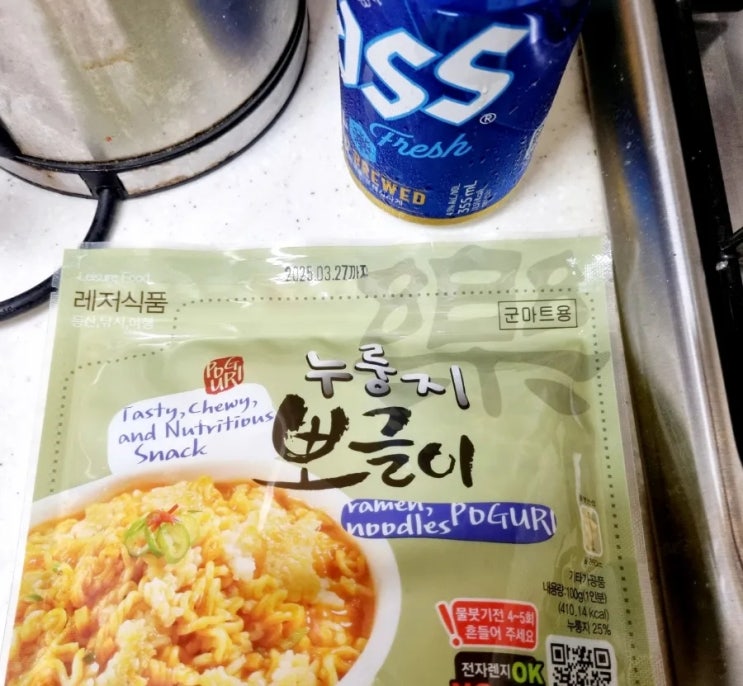 ass
®
Fresh
BREWED
355 mL
Leisure Food
레저식품
등산,낚시,여행
2025.03.27까지
군마트용
樂
POGURI
누룽지
뽀글이
Tasty, Chewy,
and Nutritious
Snack
ramen,
noodles POGURI
기타가공품
내용량:100g(1인분)
(410.14 kcal)
누룽지 25%
물붓기전 4~5회
흔들어 주세요
전자렌지 OK